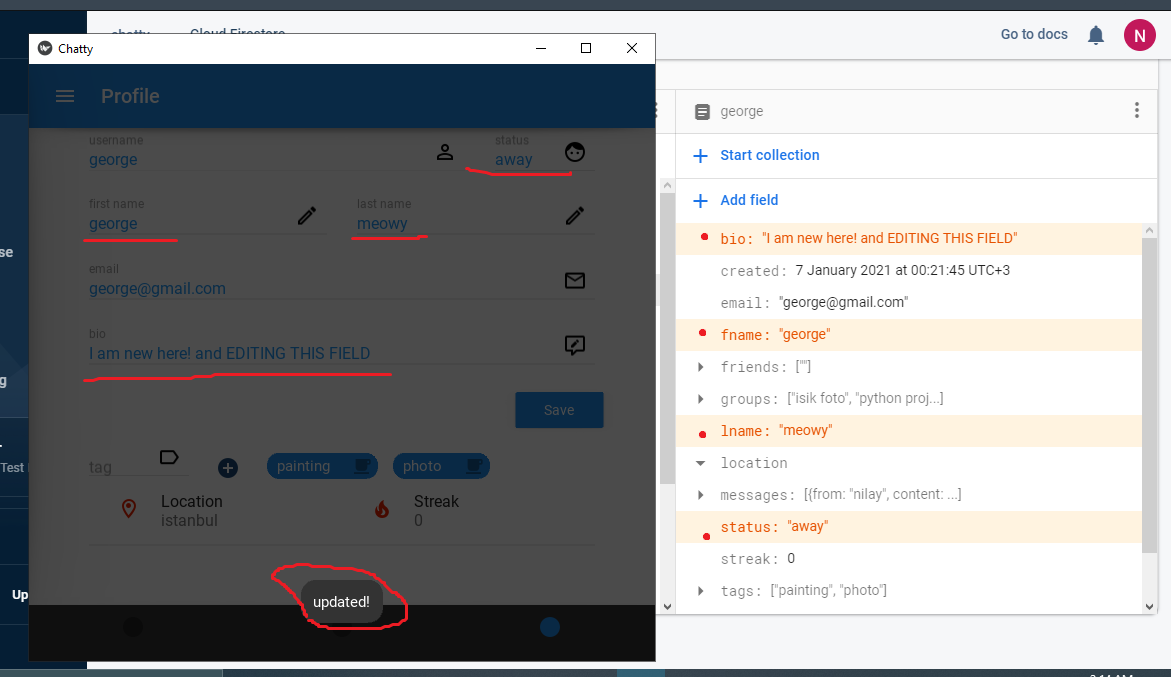 Cloud Firestore
Go to docs
N
Chatty
Profile
george
Start collection
Add field
username
george
status
away
first name
george
last name
meowy
email
george@gmail.com
bio
I am new here! and EDITING THIS FIELD
Save
tag
painting
photo
Location
istanbul
Streak
0
updated!
bio: "I am new here! and EDITING THIS FIELD"
created: 7 January 2021 at 00:21:45 UTC+3
email: "george@gmail.com"
fname: "george"
friends: [""]
groups: ["isik foto", "python proj...]
lname: "meowy"
location
messages: [{from: "nilay", content: ...]
status: "away"
streak: 0
tags: ["painting", "photo"]
se
g
Test
Up